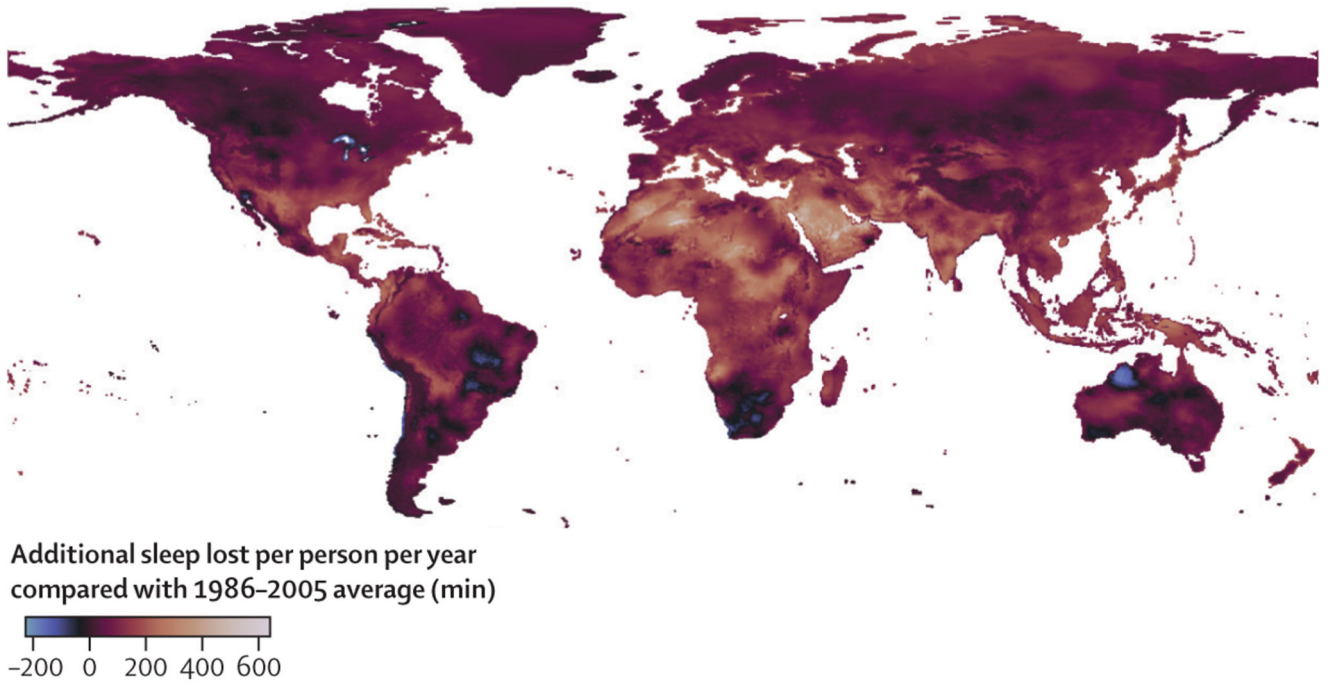 Additional sleep lost per person per year
compared with 1986–2005 average (min)
–200 0 200 400 600